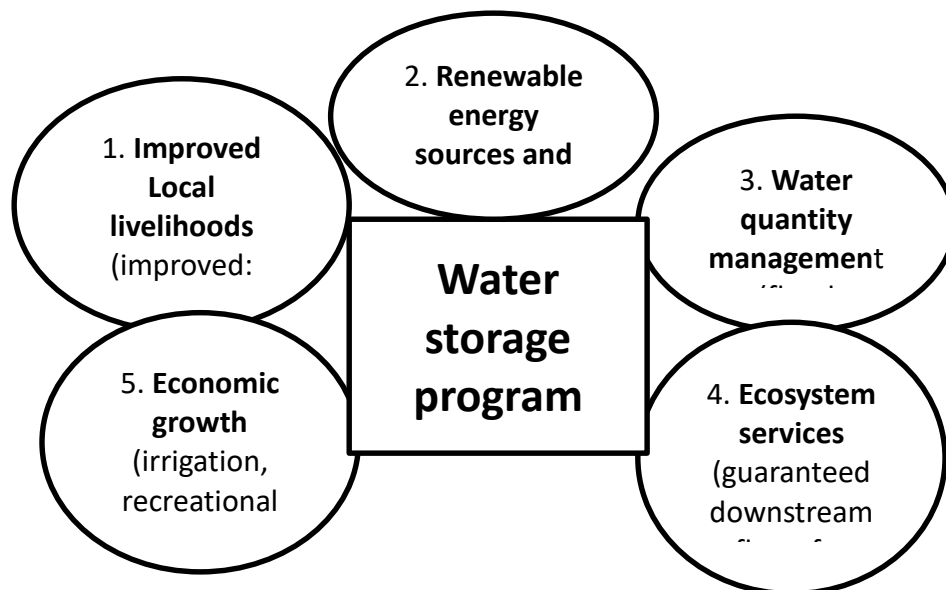 1. Improved
Local
livelihoods
(improved:
2. Renewable
energy
sources and
3. Water
quantity
management
Water
storage
program
4. Ecosystem
services
(guaranteed
downstream
5. Economic
growth
(irrigation,
recreational